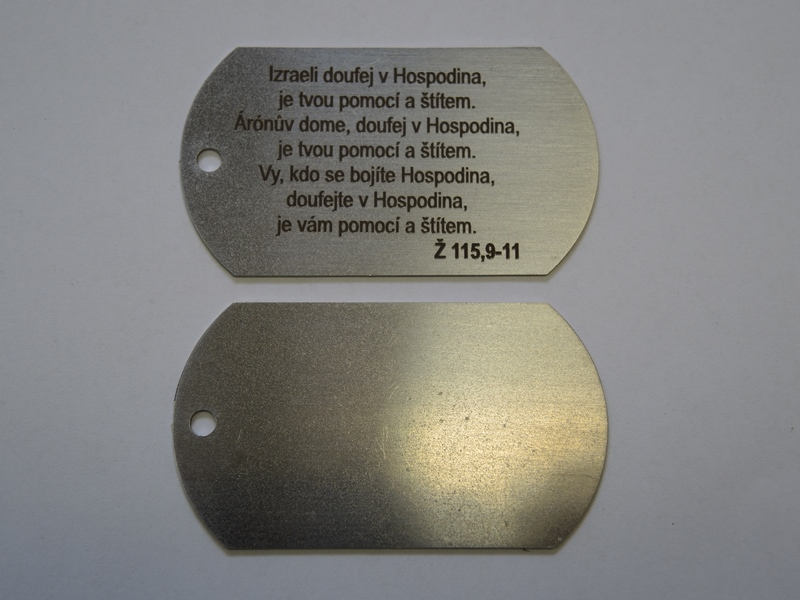 Izraeli doufej v Hospodina,
je tvou pomocí a štítem.
Árónův dome, doufej v Hospodina,
je tvou pomocí a štítem.
Vy, kdo se bojíte Hospodina,
doufejte v Hospodina,
je vám pomocí a štítem.
Ž 115,9-11